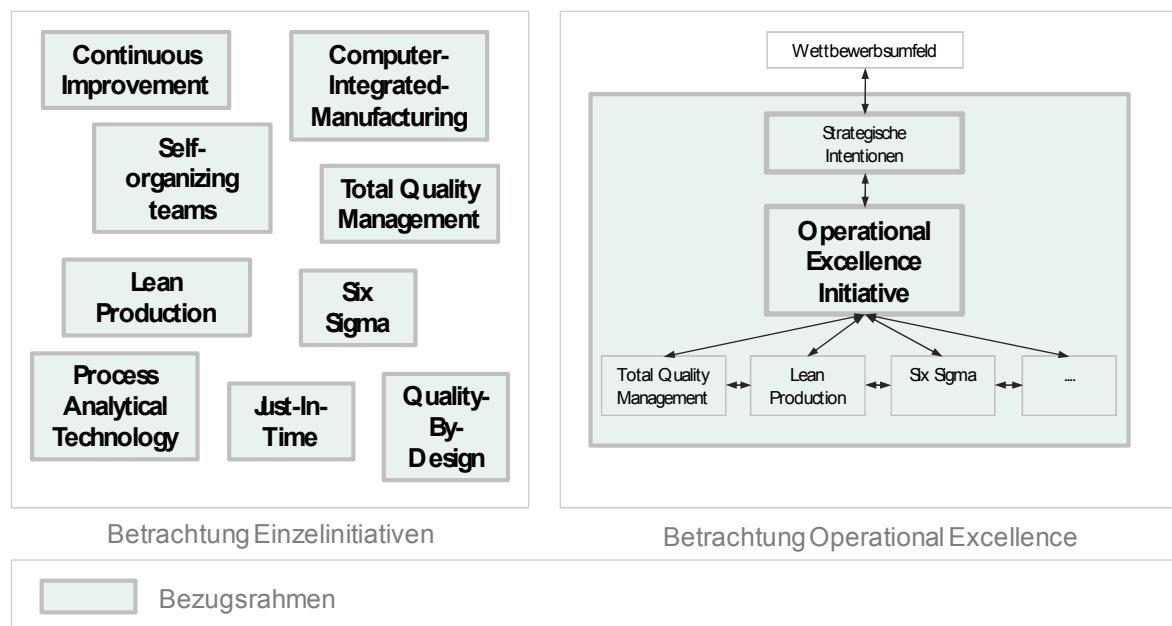 Continuous
Improvement
Computer-
Integrated-
Manufacturing
Self-
organizing
teams
Total Quality
Management
Lean
Production
Six
Sigma
Process
Analytical
Technology
Just-In-
Time
Quality-
By-
Design
Betrachtung Einzelinitiativen
Wettbewerbsumfeld
Strategische
Intentionen
Operational
Excellence
Initiative
Total Quality
Management
Lean
Production
Six Sigma
....
Betrachtung Operational Excellence
Bezugsrahmen